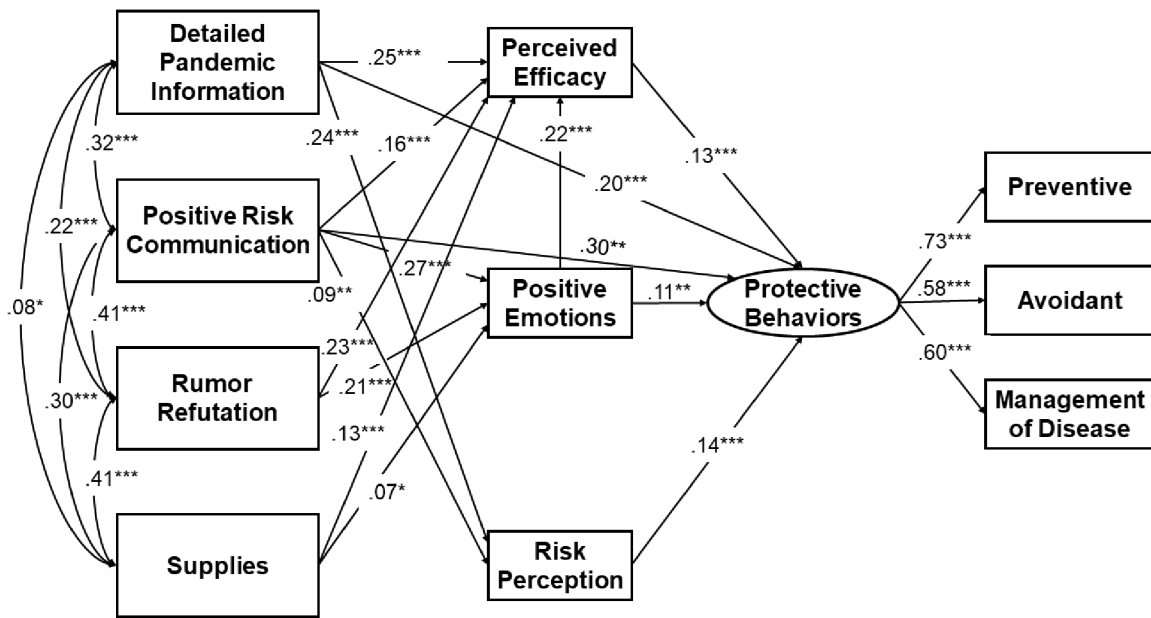 Detailed
Pandemic
Information
Perceived
Efficacy
.25***
.32***
.24***
.16***
.22***
.13***
.20***
Preventive
Positive Risk
Communication
.22***
.30**
.27***
.73***
.08*
.41***
.09**
Positive
Emotions
.11**
Protective
Behaviors
.58***
Avoidant
.23***
.60***
Rumor
Refutation
.21***
.30***
.13***
Management
of Disease
.14***
.41***
.07*
Supplies
Risk
Perception